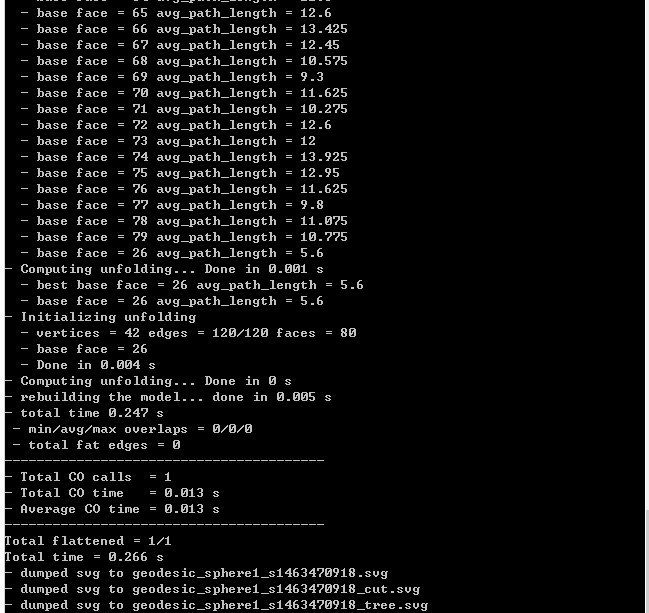 - base face = 65 avg_path_length = 12.6
- base face = 66 avg_path_length = 13.425
- base face = 67 avg_path_length = 12.45
- base face = 68 avg_path_length = 10.575
- base face = 69 avg_path_length = 9.3
- base face = 70 avg_path_length = 11.625
- base face = 71 avg_path_length = 10.275
- base face = 72 avg_path_length = 12.6
- base face = 73 avg_path_length = 12
- base face = 74 avg_path_length = 13.925
- base face = 75 avg_path_length = 12.95
- base face = 76 avg_path_length = 11.625
- base face = 77 avg_path_length = 9.8
- base face = 78 avg_path_length = 11.075
- base face = 79 avg_path_length = 10.775
- base face = 26 avg_path_length = 5.6
- Computing unfolding... Done in 0.001 s
- best base face = 26 avg_path_length = 5.6
- base face = 26 avg_path_length = 5.6
- Initializing unfolding
- vertices = 42 edges = 120/120 faces = 80
- base face = 26
- Done in 0.004 s
- Computing unfolding... Done in 0 s
- rebuilding the model... done in 0.005 s
- total time 0.247 s
- min/avg/max overlaps = 0/0/0
- total fat edges = 0
----------------------------------------
- Total CO calls = 1
- Total CO time = 0.013 s
- Average CO time = 0.013 s
----------------------------------------
Total flattened = 1/1
Total time = 0.266 s
- dumped svg to geodesic_sphere1_s1463470918.svg
- dumped svg to geodesic_sphere1_s1463470918_cut.svg
- dumped svg to geodesic_sphere1_s1463470918_tree.svg